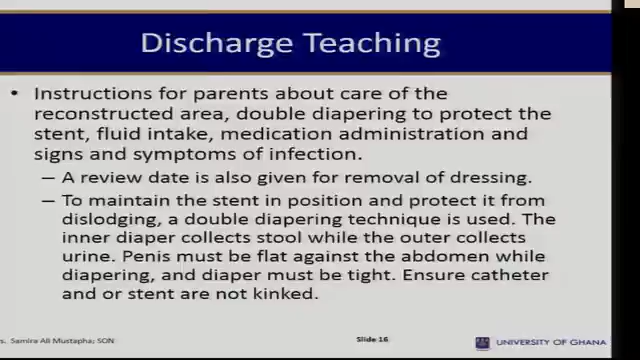 Discharge Teaching
• Instructions for parents about care of the
reconstructed area, double diapering to protect the
stent, fluid intake, medication administration and
signs and symptoms of infection.
– A review date is also given for removal of dressing.
– To maintain the stent in position and protect it from
dislodging, a double diapering technique is used. The
inner diaper collects stool while the outer collects
urine. Penis must be flat against the abdomen while
diapering, and diaper must be tight. Ensure catheter
and or stent are not kinked.
s. Samira Ali Mustapha; SON
Slide 16
UNIVERSITY OF GHANA